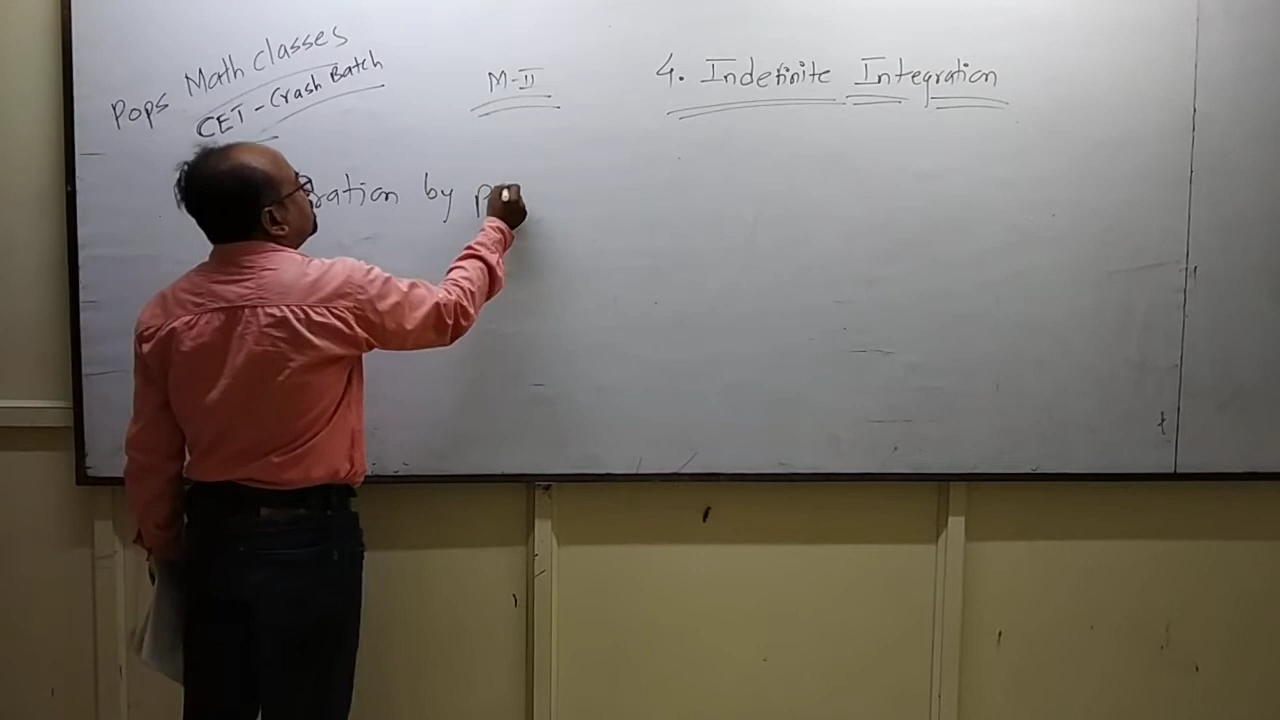 Pops Math Classes
CET - Crash Batch
M-II
4. Indefinite Integration
ration by p